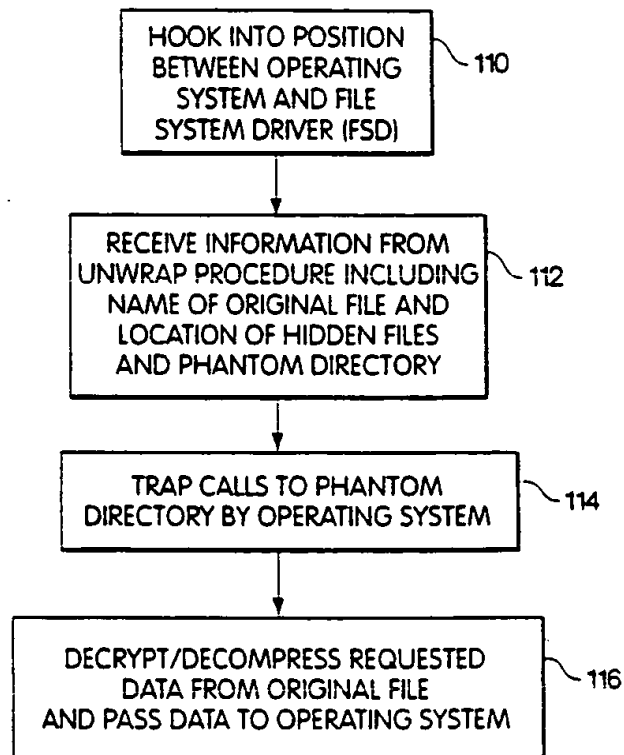 HOOK INTO POSITION
BETWEEN OPERATING
SYSTEM AND FILE
SYSTEM DRIVER (FSD)
110
RECEIVE INFORMATION FROM
UNWRAP PROCEDURE INCLUDING
NAME OF ORIGINAL FILE AND
LOCATION OF HIDDEN FILES
AND PHANTOM DIRECTORY
112
TRAP CALLS TO PHANTOM
DIRECTORY BY OPERATING SYSTEM
114
DECRYPT/DECOMPRESS REQUESTED
DATA FROM ORIGINAL FILE
AND PASS DATA TO OPERATING SYSTEM
116